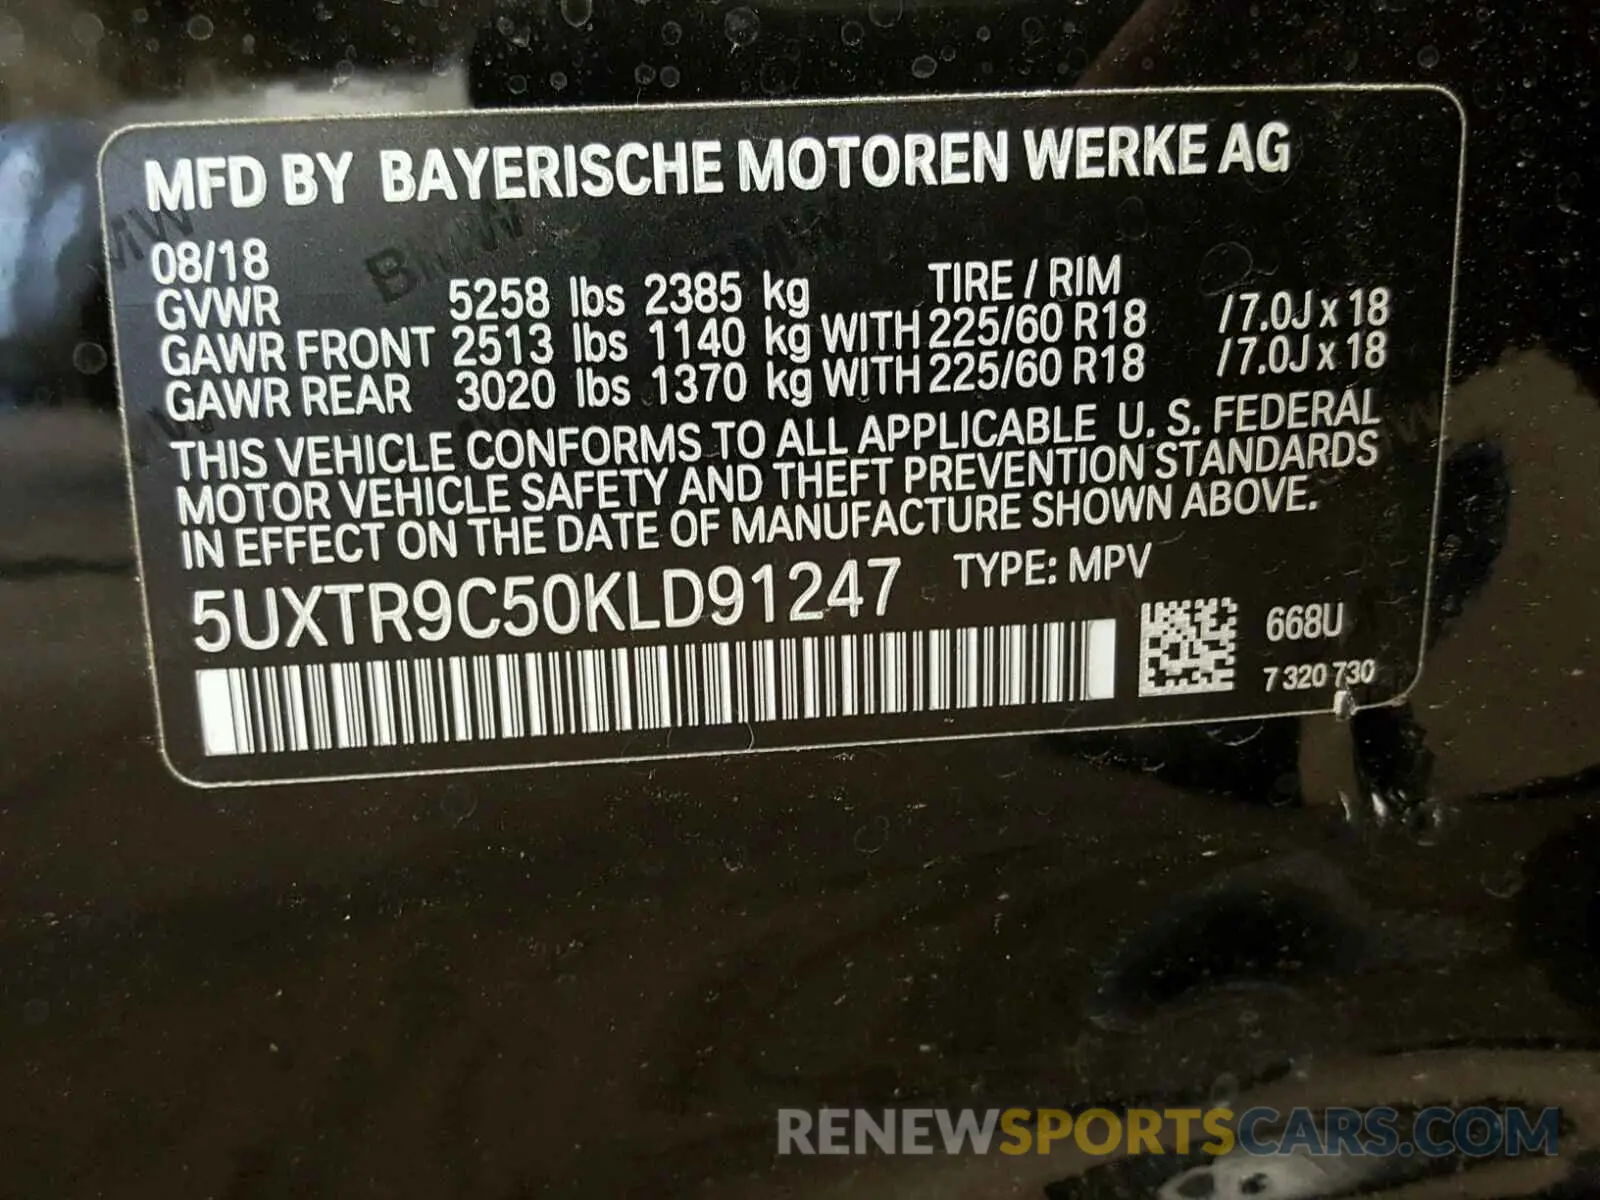 MFD BY BAYERISCHE MOTOREN WERKE AG
08/18
GVWR 5258 lbs 2385 kg TIRE / RIM
GAWR FRONT 2513 lbs 1140 kg WITH 225/60 R18 /7.0J x 18
GAWR REAR 3020 lbs 1370 kg WITH 225/60 R18 /7.0J x 18
THIS VEHICLE CONFORMS TO ALL APPLICABLE U. S. FEDERAL
MOTOR VEHICLE SAFETY AND THEFT PREVENTION STANDARDS
IN EFFECT ON THE DATE OF MANUFACTURE SHOWN ABOVE.
5UXTR9C50KLD91247 TYPE: MPV
668U
7 320 730
RENEWSPORTSCARS.COM